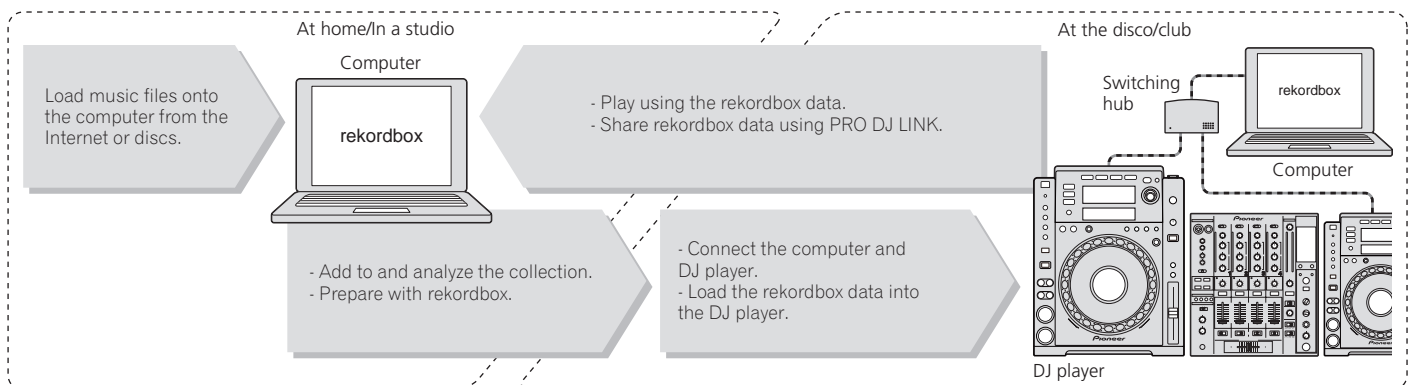 At home/In a studio
Computer
Load music files onto
the computer from the
Internet or discs.
rekordbox
- Play using the rekordbox data.
- Share rekordbox data using PRO DJ LINK.
- Add to and analyze the collection.
- Prepare with rekordbox.
- Connect the computer and
DJ player.
- Load the rekordbox data into
the DJ player.
At the disco/club
Switching
hub
rekordbox
Computer
Pioneer
Pioneer
DJ player